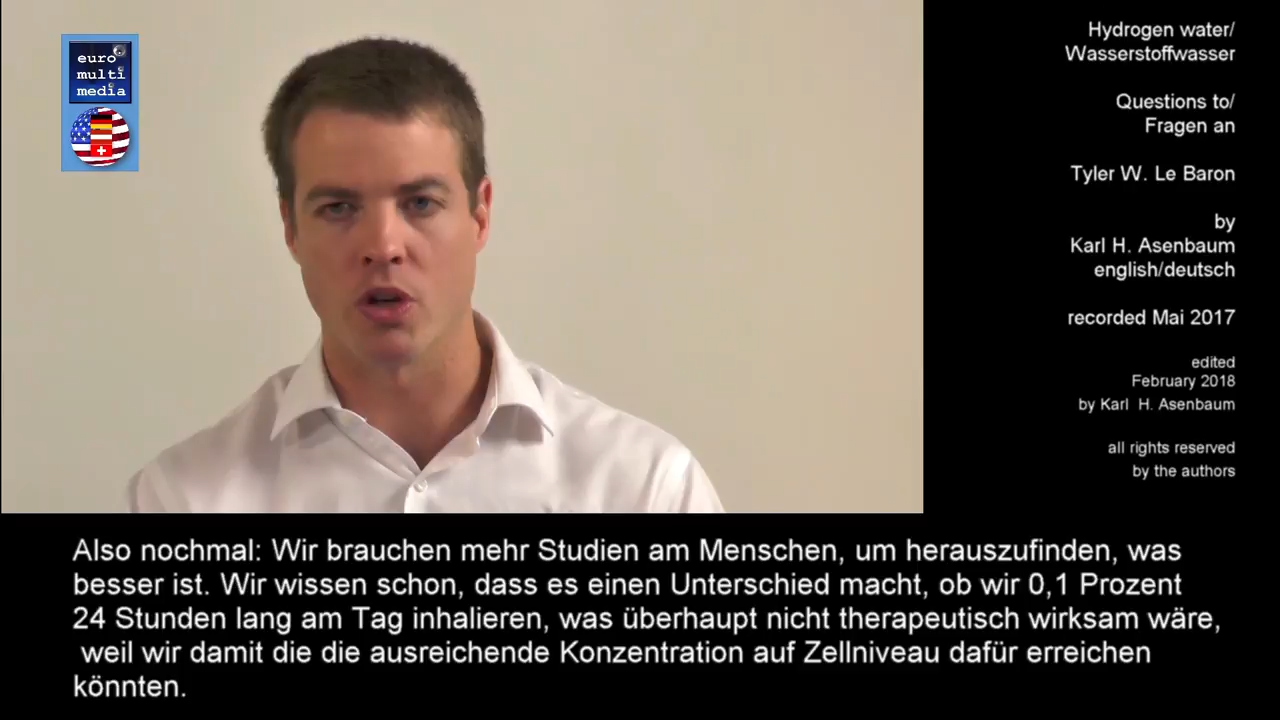 euro
multi
media
Hydrogen water/
Wasserstoffwasser
Questions to/
Fragen an
Tyler W. Le Baron
by
Karl H. Asenbaum
english/deutsch
recorded Mai 2017
edited
February 2018
by Karl H. Asenbaum
all rights reserved
by the authors
Also nochmal: Wir brauchen mehr Studien am Menschen, um herauszufinden, was
besser ist. Wir wissen schon, dass es einen Unterschied macht, ob wir 0,1 Prozent
24 Stunden lang am Tag inhalieren, was überhaupt nicht therapeutisch wirksam wäre,
weil wir damit die die ausreichende Konzentration auf Zellniveau dafür erreichen
könnten.